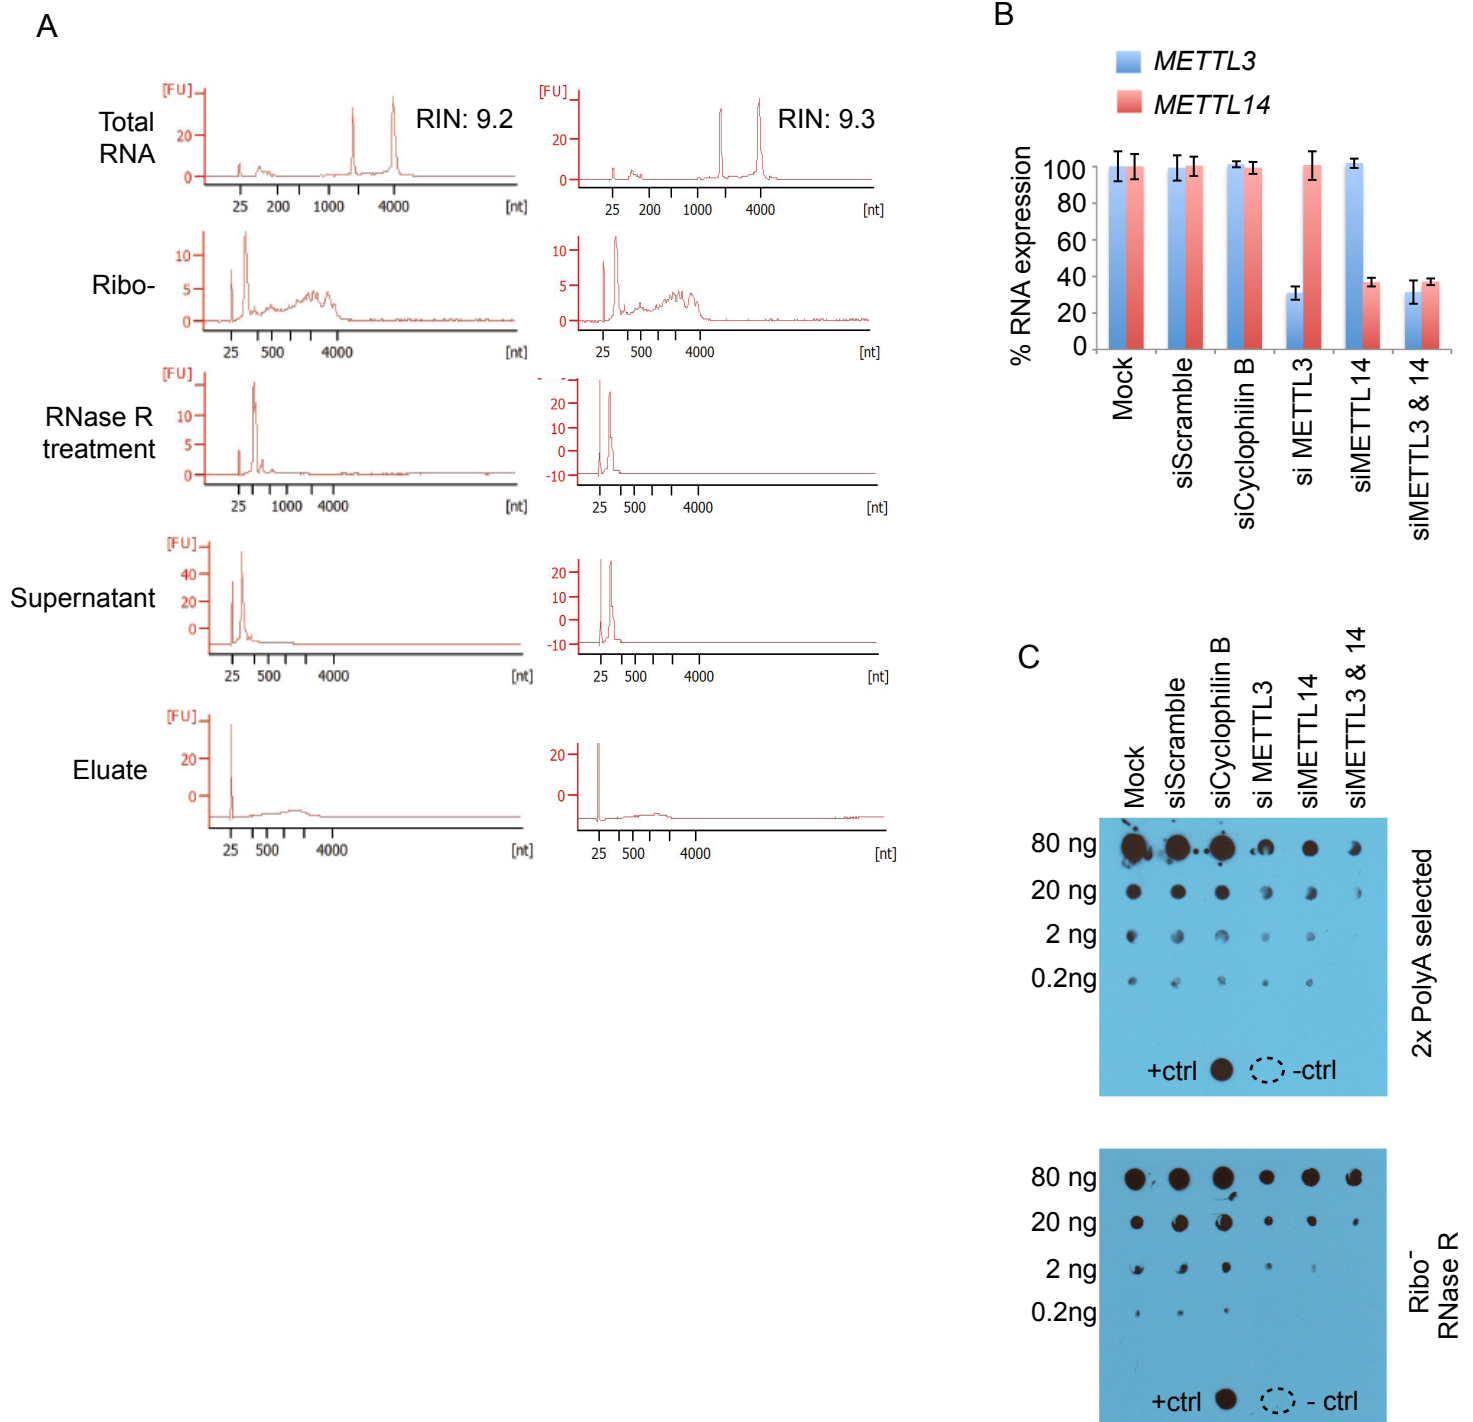 A
[FU]
Total
RNA
RIN: 9.2
20
0
25 200 1000 4000 [nt]
[FU]
RIN: 9.3
20
0
25 200 1000 4000 [nt]
Ribo-
10
5
0
25 500 4000 [nt]
10
5
0
25 500 4000 [nt]
RNase R
treatment
[FU]
10
5
0
25 1000 4000 [nt]
20
10
0
-10
25 500 4000 [nt]
Supernatant
[FU]
40
20
0
25 500 4000 [nt]
20
10
0
-10
25 500 4000 [nt]
Eluate
[FU]
20
0
25 500 4000 [nt]
20
0
25 500 4000 [nt]
B
METTL3
METTL14
% RNA expression
100
80
60
40
20
0
Mock
siScramble
siCyclophilin B
si METTL3
siMETTL14
siMETTL3 & 14
C
Mock
siScramble
siCyclophilin B
si METTL3
siMETTL14
siMETTL3 & 14
80 ng
20 ng
2 ng
0.2ng
+ctrl -ctrl
2x PolyA selected
80 ng
20 ng
2 ng
0.2ng
+ctrl - ctrl
Ribo-
RNase R